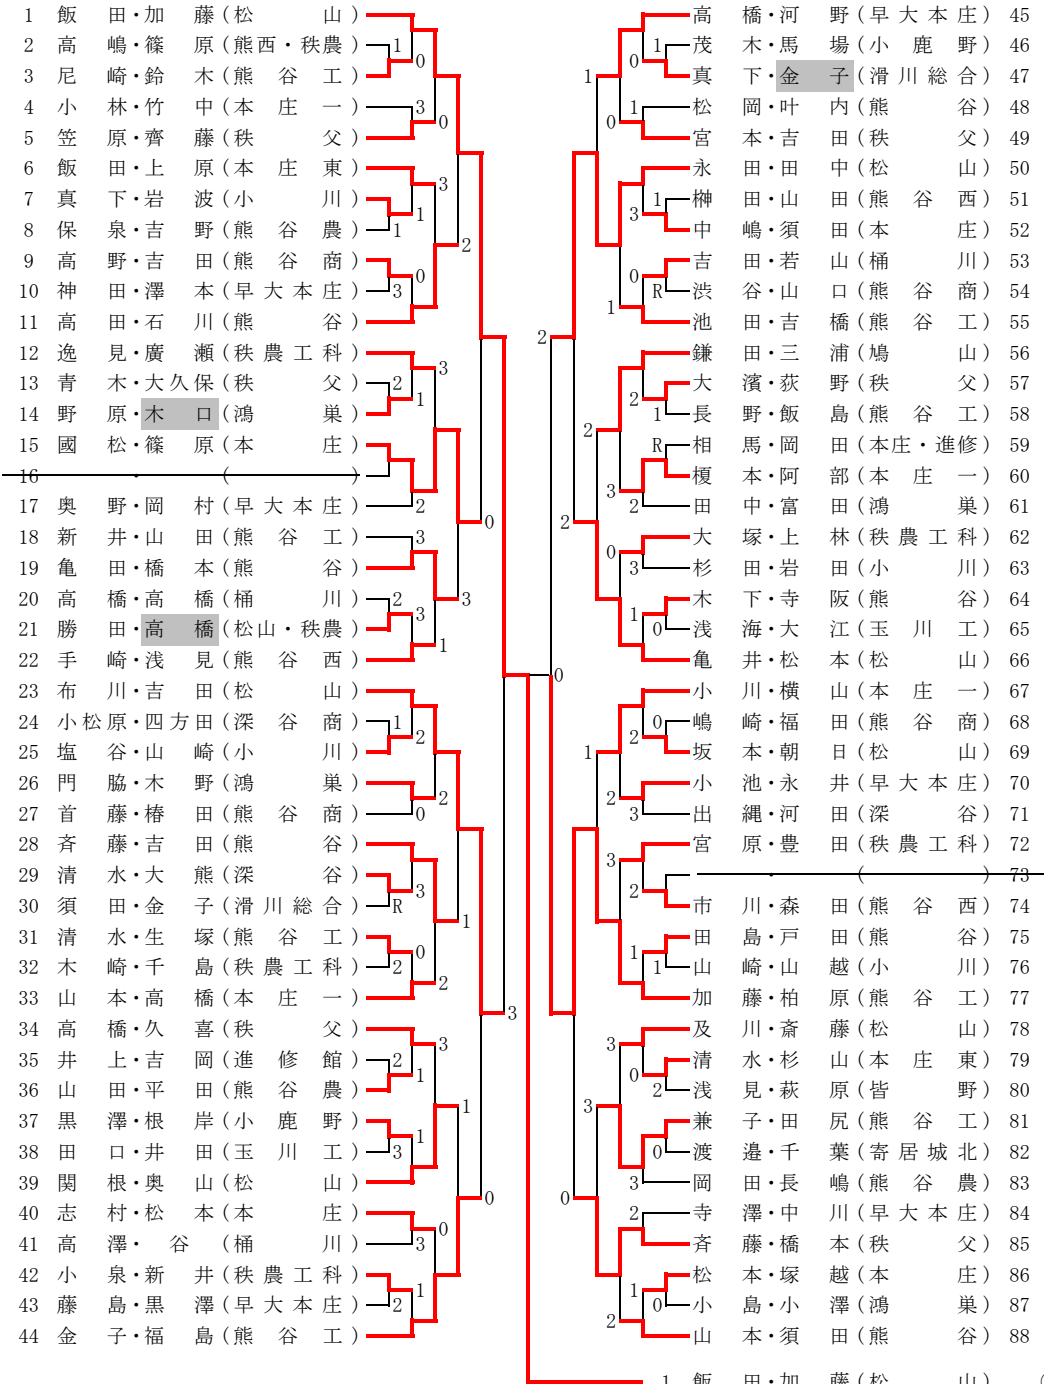 1 飯 田・加 藤(松 山)
2 高 嶋・篠 原(熊西・秩農)
3 尼 崎・鈴 木(熊 谷 工)
4 小 林・竹 中(本 庄 一)
5 笠 原・齊 藤(秩 父)
6 飯 田・上 原(本 庄 東)
7 真 下・岩 波(小 川)
8 保 泉・吉 野(熊 谷 農)
9 高 野・吉 田(熊 谷 商)
10 神 田・澤 本(早大本庄)
11 高 田・石 川(熊 谷)
12 逸 見・廣 瀬(秩農工科)
13 青 木・大久保(秩 父)
14 野 原・木 口(鴻 巣)
15 國 松・篠 原(本 庄)
16 ・ ( )
17 奥 野・岡 村(早大本庄)
18 新 井・山 田(熊 谷 工)
19 亀 田・橋 本(熊 谷)
20 高 橋・高 橋(桶 川)
21 勝 田・高 橋(松山・秩農)
22 手 崎・浅 見(熊 谷 西)
23 布 川・吉 田(松 山)
24 小松原・四方田(深 谷 商)
25 塩 谷・山 崎(小 川)
26 門 脇・木 野(鴻 巣)
27 首 藤・椿 田(熊 谷 商)
28 斉 藤・吉 田(熊 谷)
29 清 水・大 熊(深 谷)
30 須 田・金 子(滑川総合)
31 清 水・生 塚(熊 谷 工)
32 木 崎・千 島(秩農工科)
33 山 本・高 橋(本 庄 一)
34 高 橋・久 喜(秩 父)
35 井 上・吉 岡(進 修 館)
36 山 田・平 田(熊 谷 農)
37 黒 澤・根 岸(小 鹿 野)
38 田 口・井 田(玉 川 工)
39 関 根・奥 山(松 山)
40 志 村・松 本(本 庄)
41 高 澤・ 谷 (桶 川)
42 小 泉・新 井(秩農工科)
43 藤 島・黒 澤(早大本庄)
44 金 子・福 島(熊 谷 工)
高 橋・河 野(早大本庄) 45
茂 木・馬 場(小 鹿 野) 46
真 下・金 子(滑川総合) 47
松 岡・叶 内(熊 谷) 48
宮 本・吉 田(秩 父) 49
永 田・田 中(松 山) 50
榊 田・山 田(熊 谷 西) 51
中 嶋・須 田(本 庄) 52
吉 田・若 山(桶 川) 53
渋 谷・山 口(熊 谷 商) 54
池 田・吉 橋(熊 谷 工) 55
鎌 田・三 浦(鳩 山) 56
大 濱・荻 野(秩 父) 57
長 野・飯 島(熊 谷 工) 58
相 馬・岡 田(本庄・進修) 59
榎 本・阿 部(本 庄 一) 60
田 中・富 田(鴻 巣) 61
大 塚・上 林(秩農工科) 62
杉 田・岩 田(小 川) 63
木 下・寺 阪(熊 谷) 64
浅 海・大 江(玉 川 工) 65
亀 井・松 本(松 山) 66
小 川・横 山(本 庄 一) 67
嶋 崎・福 田(熊 谷 商) 68
坂 本・朝 日(松 山) 69
小 池・永 井(早大本庄) 70
出 縄・河 田(深 谷) 71
宮 原・豊 田(秩農工科) 72
・ ( ) 73
市 川・森 田(熊 谷 西) 74
田 島・戸 田(熊 谷) 75
山 崎・山 越(小 川) 76
加 藤・柏 原(熊 谷 工) 77
及 川・斎 藤(松 山) 78
清 水・杉 山(本 庄 東) 79
浅 見・萩 原(皆 野) 80
兼 子・田 尻(熊 谷 工) 81
渡 邉・千 葉(寄居城北) 82
岡 田・長 嶋(熊 谷 農) 83
寺 澤・中 川(早大本庄) 84
斉 藤・橋 本(秩 父) 85
松 本・塚 越(本 庄) 86
小 島・小 澤(鴻 巣) 87
山 本・須 田(熊 谷) 88
1 飯 田・加 藤(松 山)